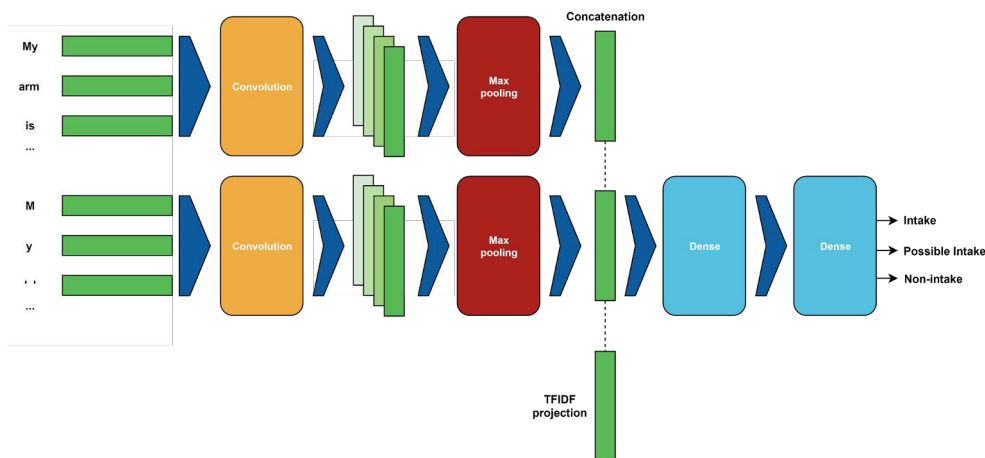 Concatenation
My
arm
is
...
Convolution
Max
pooling
M
y
' '
...
Convolution
Max
pooling
Dense
Dense
Intake
Possible Intake
Non-intake
TFIDF
projection